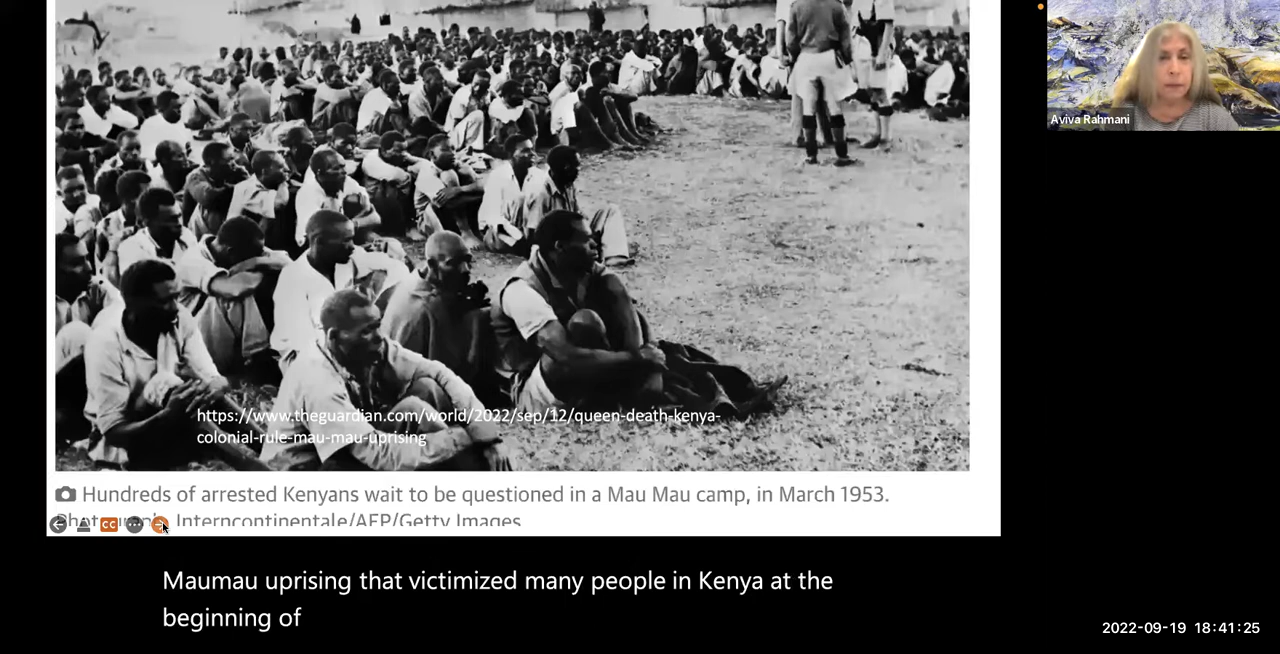 Aviva Rahmani
https://www.theguardian.com/world/2022/sep/12/queen-death-kenya-
colonial-rule-mau-mau-uprising
Hundreds of arrested Kenyans wait to be questioned in a Mau Mau camp, in March 1953.
Interncontinentale/AFP/Getty Images
CC
Maumau uprising that victimized many people in Kenya at the
beginning of
2022-09-19 18:41:25